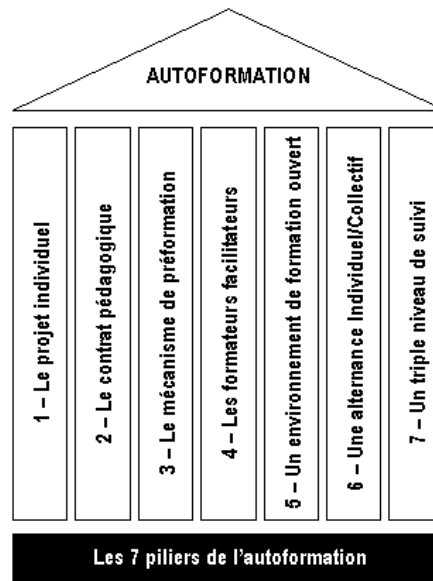 AUTOFORMATION
1 – Le projet individuel
2 – Le contrat pédagogique
3 – Le mécanisme de préformation
4 – Les formateurs facilitateurs
5 – Un environnement de formation ouvert
6 – Une alternance Individuel/Collectif
7 – Un triple niveau de suivi
Les 7 piliers de l'autoformation